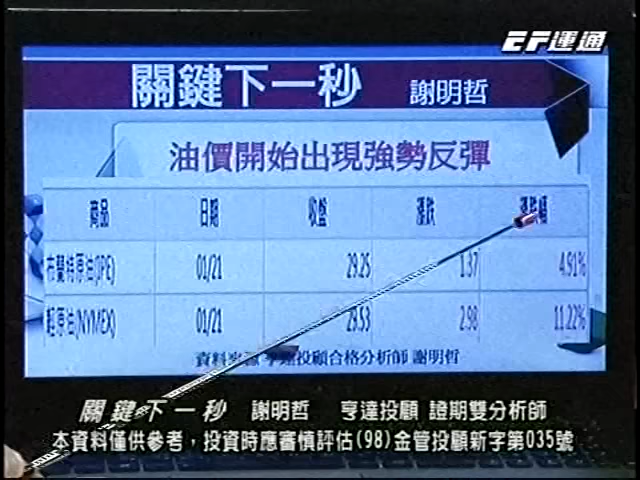 EF運通
關鍵下一秒 謝明哲
油價開始出現強勢反彈
商品 日期 收盤 漲跌 漲跌幅
布蘭特原油(IPE) 01/21 29.25 1.37 4.91%
輕原油(NYMEX) 01/21 29.53 2.98 11.22%
資料來源 亨達投顧合格分析師 謝明哲
關鍵下一秒 謝明哲 亨達投顧 證期雙分析師
本資料僅供參考，投資時應審慎評估(98)金管投顧新字第035號